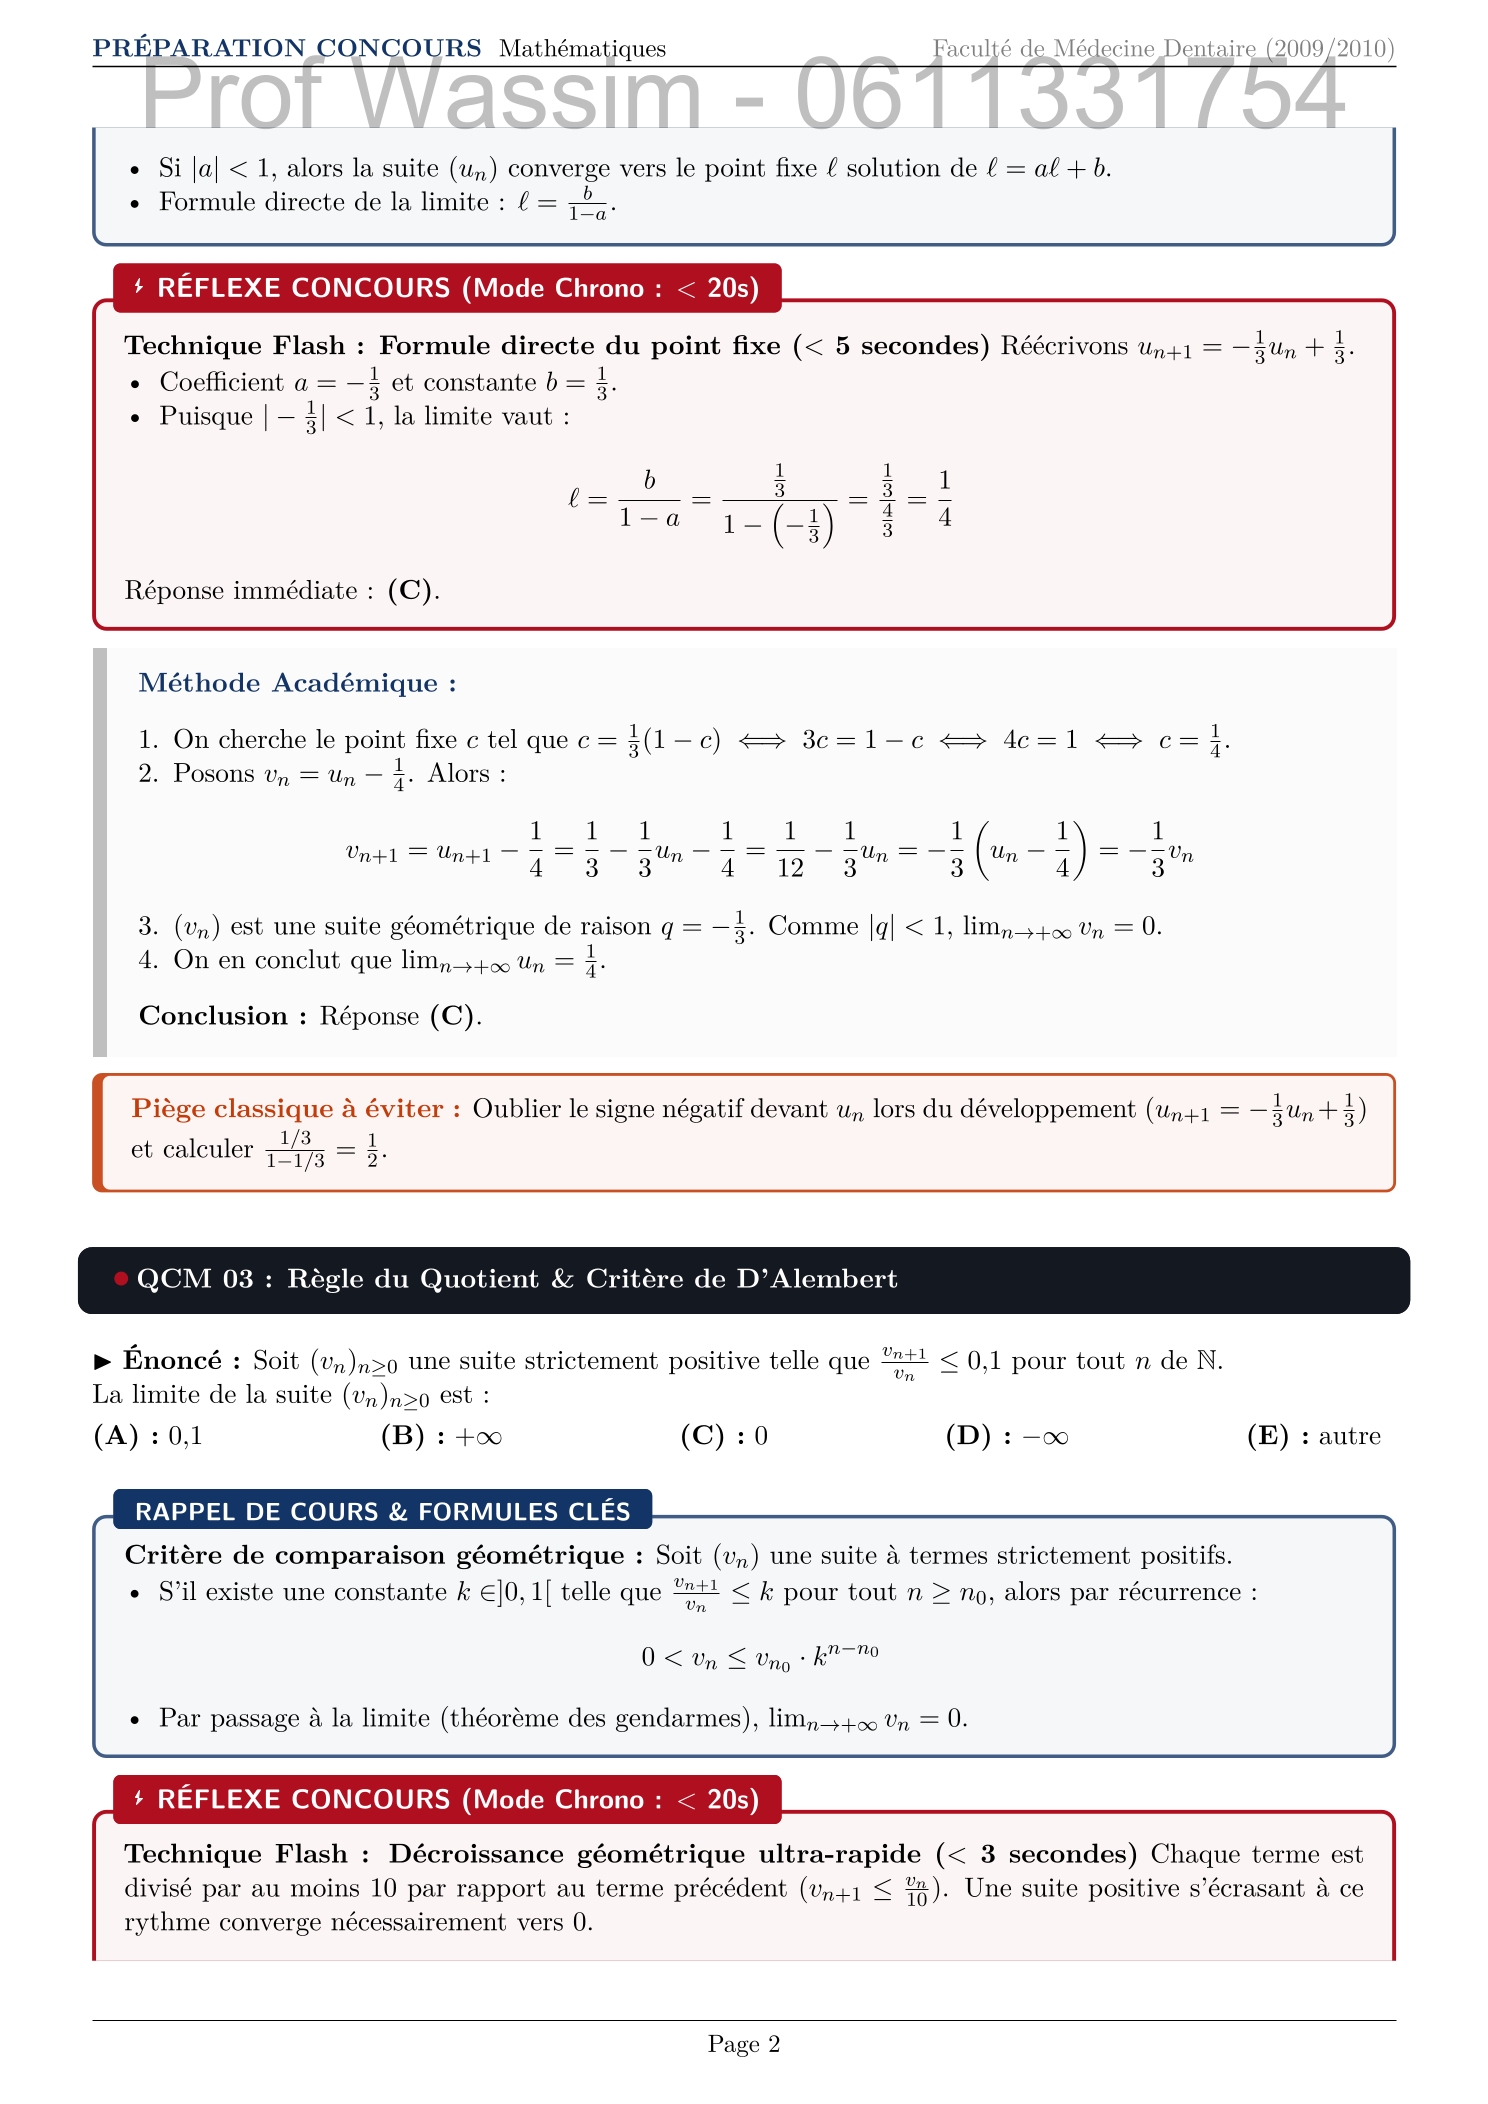 PRÉPARATION CONCOURS Mathématiques Faculté de Médecine Dentaire (2009/2010)
Prof Wassim - 0611331754
• Si |a| < 1, alors la suite (uₙ) converge vers le point fixe ℓ solution de ℓ = aℓ + b.
• Formule directe de la limite : ℓ = b/(1−a).
RÉFLEXE CONCOURS (Mode Chrono : < 20s)
Technique Flash : Formule directe du point fixe (< 5 secondes) Réécrivons uₙ₊₁ = −1/3 uₙ + 1/3.
• Coefficient a = −1/3 et constante b = 1/3.
• Puisque | − 1/3| < 1, la limite vaut :
ℓ = b/(1 − a) = (1/3)/(1 − (−1/3)) = (1/3)/(4/3) = 1/4
Réponse immédiate : (C).
Méthode Académique :
1. On cherche le point fixe c tel que c = 1/3(1 − c) ⟺ 3c = 1 − c ⟺ 4c = 1 ⟺ c = 1/4.
2. Posons vₙ = uₙ − 1/4. Alors :
vₙ₊₁ = uₙ₊₁ − 1/4 = 1/3 − 1/3 uₙ − 1/4 = 1/12 − 1/3 uₙ = −1/3 (uₙ − 1/4) = −1/3 vₙ
3. (vₙ) est une suite géométrique de raison q = −1/3. Comme |q| < 1, limₙ→₊∞ vₙ = 0.
4. On en conclut que limₙ→₊∞ uₙ = 1/4.
Conclusion : Réponse (C).
Piège classique à éviter : Oublier le signe négatif devant uₙ lors du développement (uₙ₊₁ = −1/3 uₙ + 1/3)
et calculer (1/3)/(1−1/3) = 1/2.
● QCM 03 : Règle du Quotient & Critère de D'Alembert
▶ Énoncé : Soit (vₙ)ₙ≥₀ une suite strictement positive telle que vₙ₊₁/vₙ ≤ 0,1 pour tout n de ℕ.
La limite de la suite (vₙ)ₙ≥₀ est :
(A) : 0,1 (B) : +∞ (C) : 0 (D) : −∞ (E) : autre
RAPPEL DE COURS & FORMULES CLÉS
Critère de comparaison géométrique : Soit (vₙ) une suite à termes strictement positifs.
• S'il existe une constante k ∈]0, 1[ telle que vₙ₊₁/vₙ ≤ k pour tout n ≥ n₀, alors par récurrence :
0 < vₙ ≤ vₙ₀ · kⁿ⁻ⁿ⁰
• Par passage à la limite (théorème des gendarmes), limₙ→₊∞ vₙ = 0.
RÉFLEXE CONCOURS (Mode Chrono : < 20s)
Technique Flash : Décroissance géométrique ultra-rapide (< 3 secondes) Chaque terme est
divisé par au moins 10 par rapport au terme précédent (vₙ₊₁ ≤ vₙ/10). Une suite positive s'écrasant à ce
rythme converge nécessairement vers 0.
Page 2